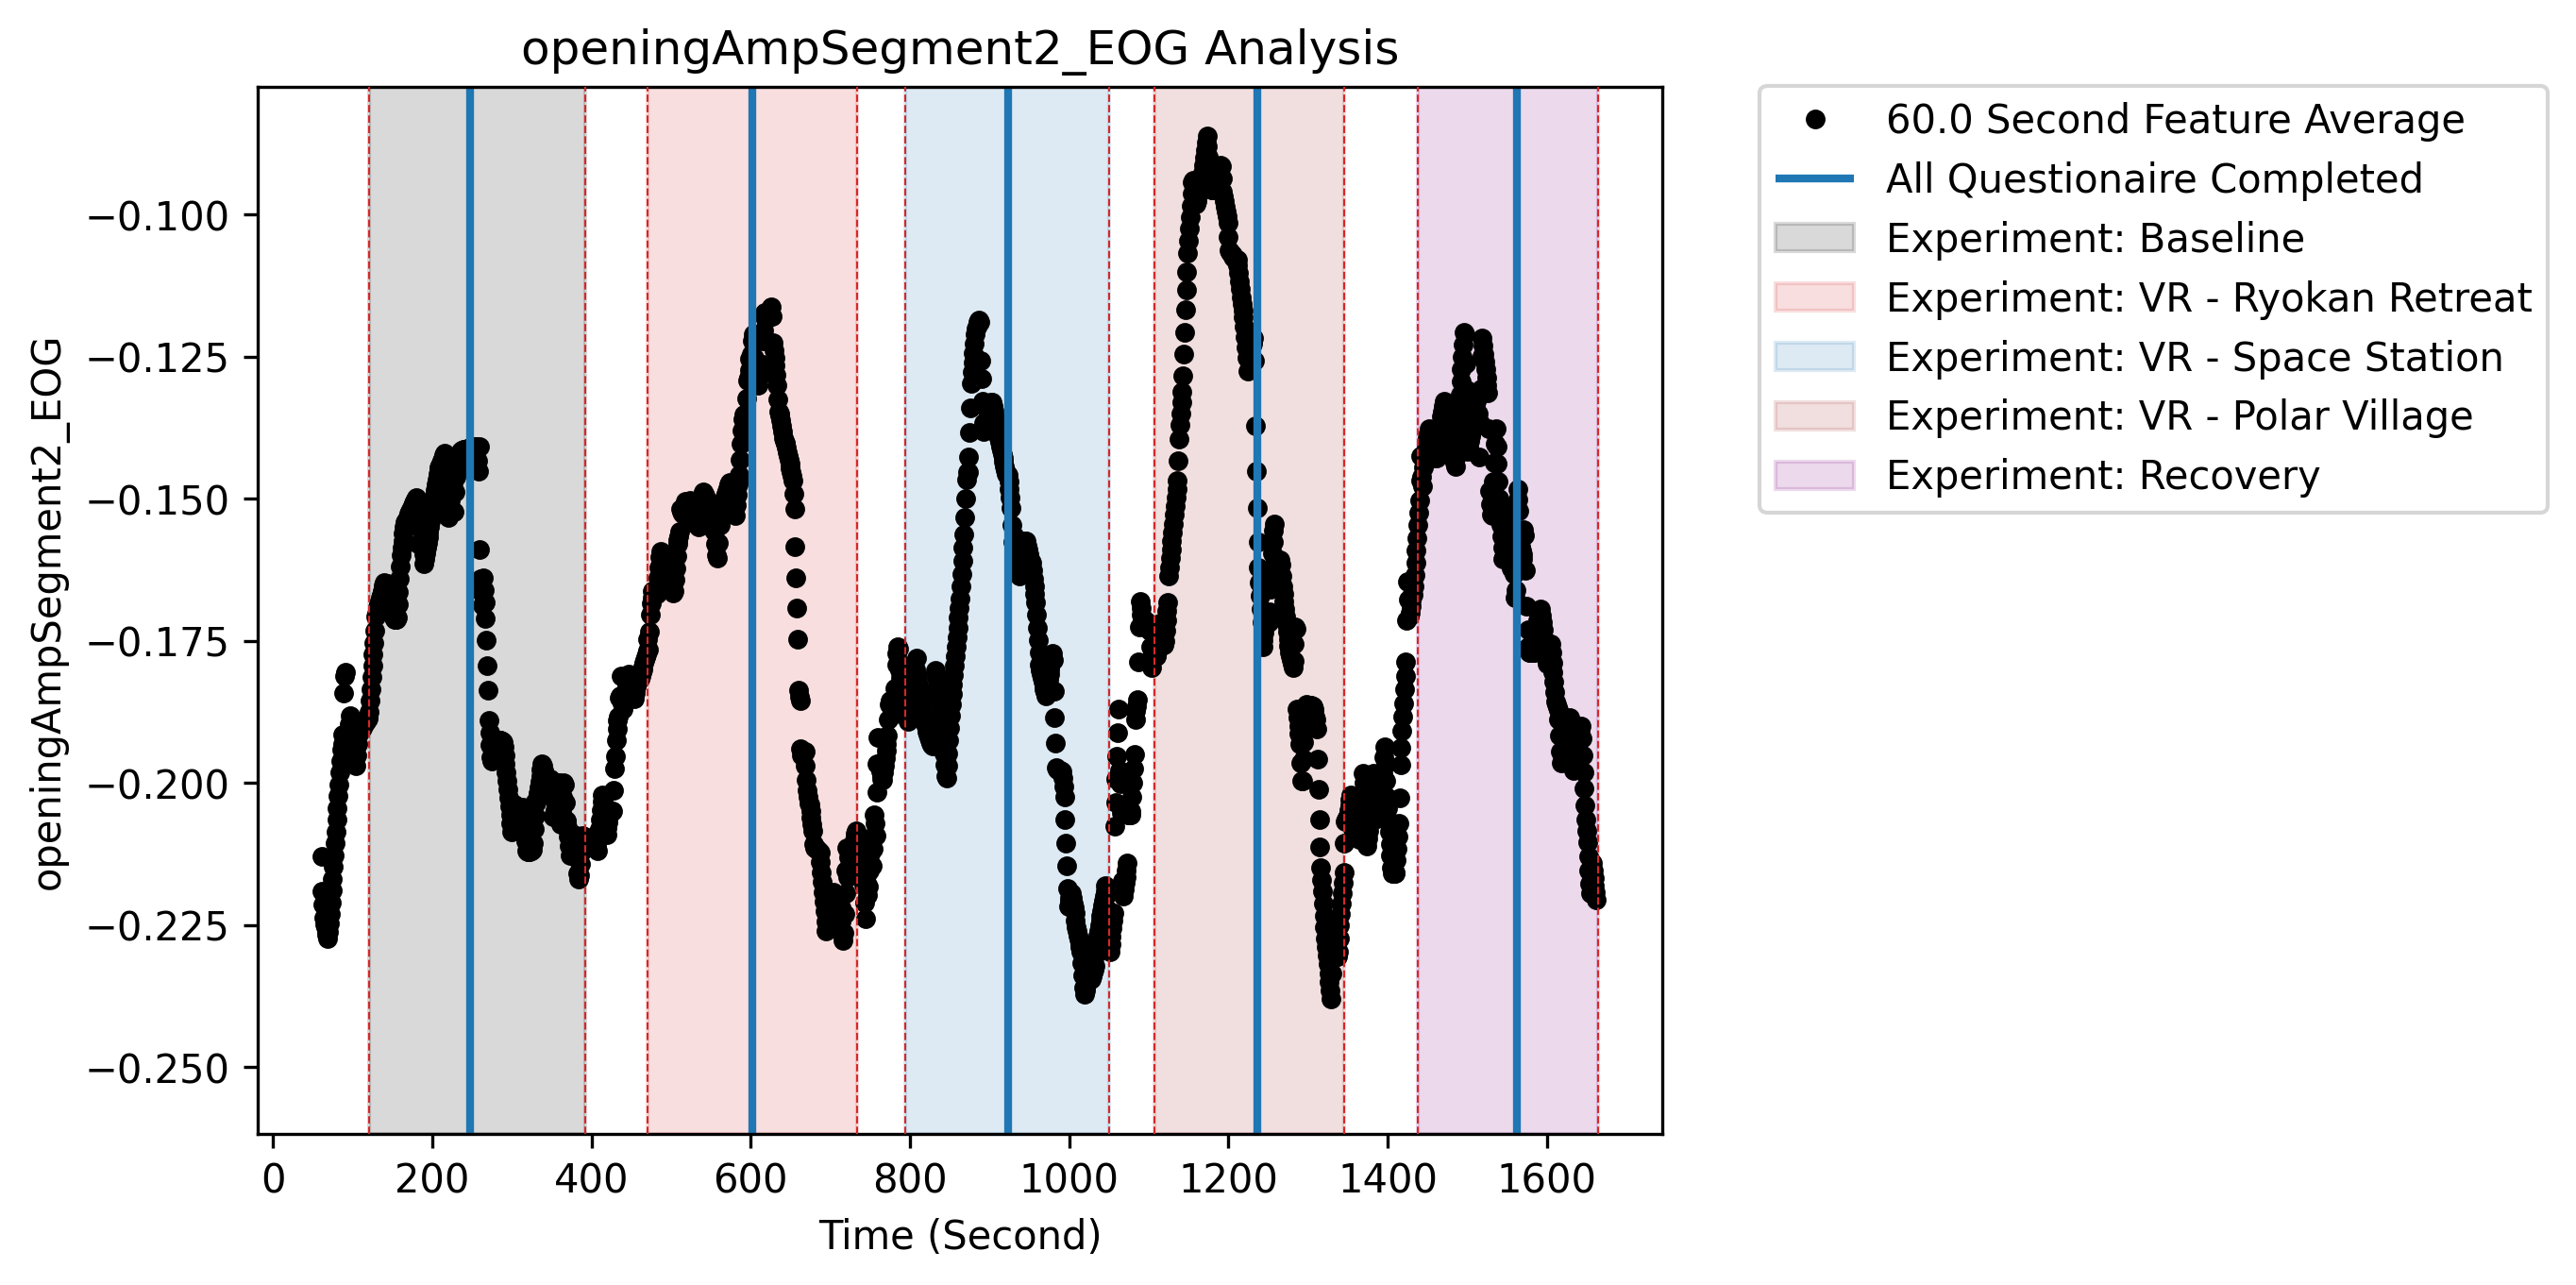 openingAmpSegment2_EOG Analysis
openingAmpSegment2_EOG
−0.100
−0.125
−0.150
−0.175
−0.200
−0.225
−0.250
0 200 400 600 800 1000 1200 1400 1600
Time (Second)
60.0 Second Feature Average
All Questionaire Completed
Experiment: Baseline
Experiment: VR - Ryokan Retreat
Experiment: VR - Space Station
Experiment: VR - Polar Village
Experiment: Recovery